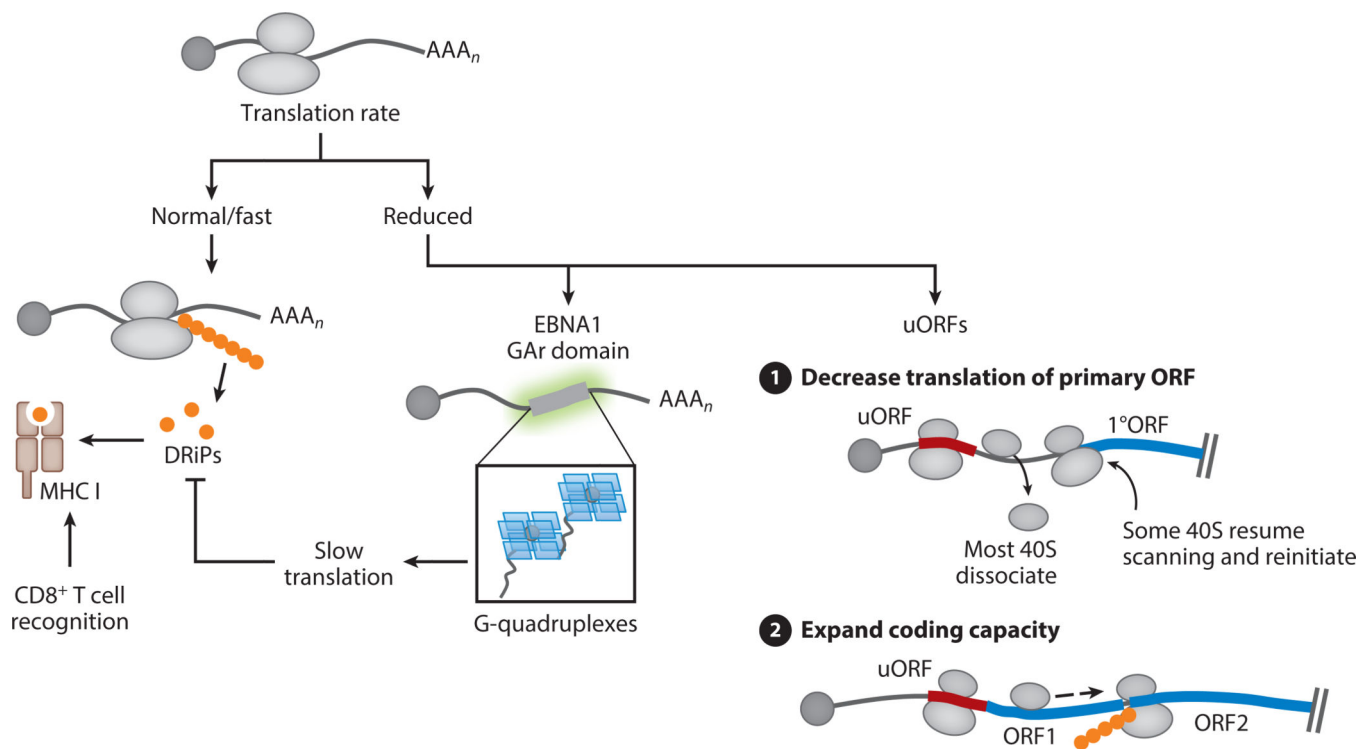 AAAn
Translation rate
Normal/fast
Reduced
AAAn
DRiPs
MHC I
CD8+ T cell
recognition
EBNA1
GAr domain
AAAn
Slow
translation
G-quadruplexes
uORFs
1 Decrease translation of primary ORF
uORF
1°ORF
Most 40S
dissociate
Some 40S resume
scanning and reinitiate
2 Expand coding capacity
uORF
ORF1
ORF2